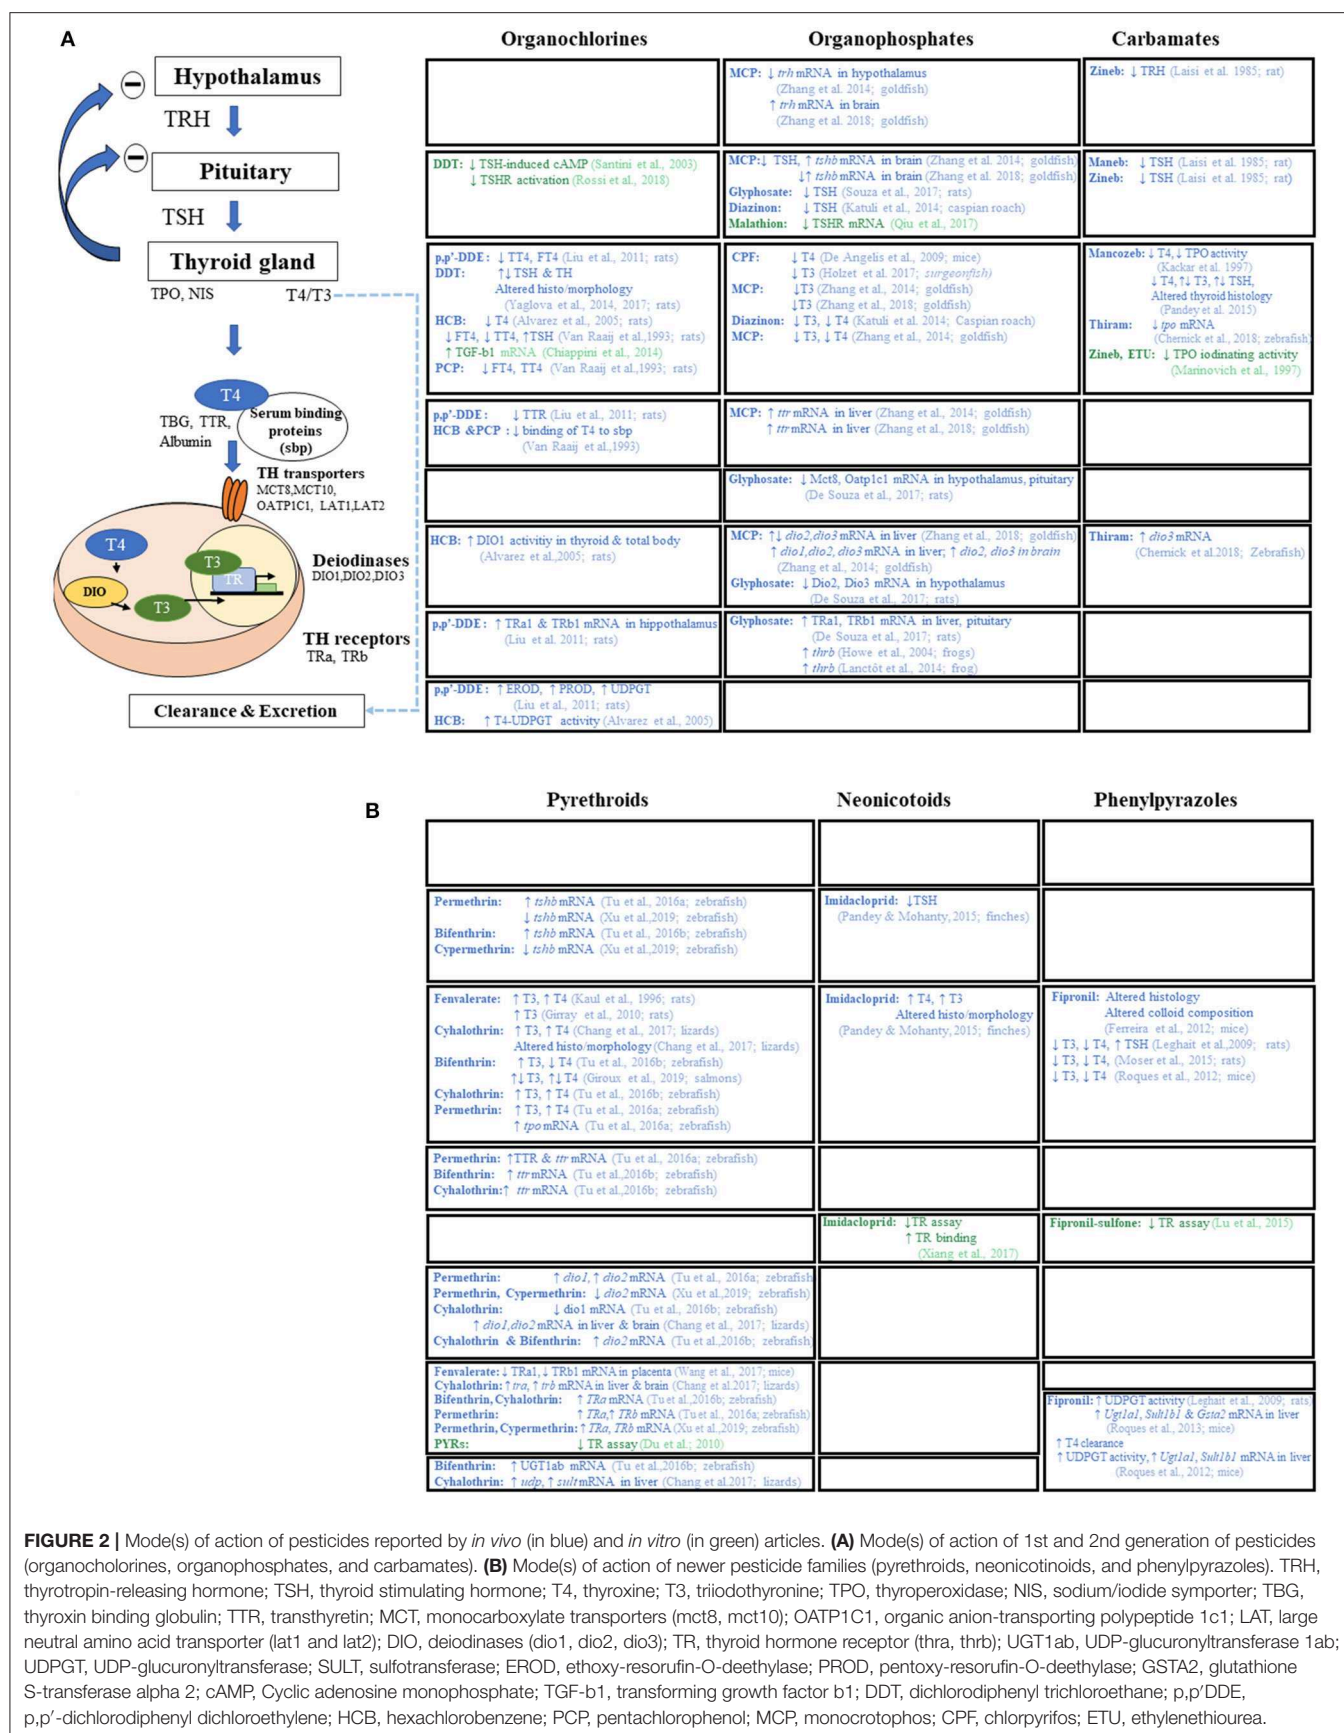 A
Hypothalamus
TRH
Pituitary
TSH
Thyroid gland
TPO, NIS
T4/T3
T4
TBG, TTR,
Albumin
Serum binding
proteins
(sbp)
TH transporters
MCT8,MCT10,
OATP1C1, LAT1,LAT2
T4
DIO
T3
T3
TR
Deiodinases
DIO1,DIO2,DIO3
TH receptors
TRa, TRb
Clearance & Excretion
Organochlorines
DDT: ↓ TSH-induced cAMP (Santini et al., 2003)
↓ TSHR activation (Rossi et al., 2018)
p,p'-DDE: ↓ TT4, FT4 (Liu et al., 2011; rats)
DDT: ↑↓ TSH & TH
Altered histo/morphology
(Yaglova et al., 2014, 2017; rats)
HCB: ↓ T4 (Alvarez et al., 2005; rats)
↓ FT4, ↓ TT4, ↑TSH (Van Raaij et al.,1993; rats)
↑ TGF-b1 mRNA (Chiappini et al., 2014)
PCP: ↓ FT4, TT4 (Van Raaij et al.,1993; rats)
p,p'-DDE: ↓ TTR (Liu et al., 2011; rats)
HCB &PCP : ↓ binding of T4 to sbp
(Van Raaij et al.,1993)
HCB: ↑ DIO1 activitiy in thyroid & total body
(Alvarez et al.,2005; rats)
p,p'-DDE: ↑ TRa1 & TRb1 mRNA in hippothalamus
(Liu et al. 2011; rats)
p,p'-DDE: ↑ EROD, ↑ PROD, ↑ UDPGT
(Liu et al., 2011; rats)
HCB: ↑ T4-UDPGT activity (Alvarez et al., 2005)
Organophosphates
MCP: ↓ trh mRNA in hypothalamus
(Zhang et al. 2014; goldfish)
↑ trh mRNA in brain
(Zhang et al. 2018; goldfish)
MCP:↓ TSH, ↑ tshb mRNA in brain (Zhang et al. 2014; goldfish)
↓↑ tshb mRNA in brain (Zhang et al. 2018; goldfish)
Glyphosate: ↓ TSH (Souza et al., 2017; rats)
Diazinon: ↓ TSH (Katuli et al., 2014; caspian roach)
Malathion: ↓ TSHR mRNA (Qiu et al., 2017)
CPF: ↓ T4 (De Angelis et al., 2009; mice)
↓ T3 (Holzet et al. 2017; surgeonfish)
MCP: ↓T3 (Zhang et al., 2014; goldfish)
↓T3 (Zhang et al., 2018; goldfish)
Diazinon: ↓ T3, ↓ T4 (Katuli et al. 2014; Caspian roach)
MCP: ↓ T3, ↓ T4 (Zhang et al., 2014; goldfish)
MCP: ↑ ttr mRNA in liver (Zhang et al., 2014; goldfish)
↑ ttr mRNA in liver (Zhang et al., 2018; goldfish)
Glyphosate: ↓ Mct8, Oatp1c1 mRNA in hypothalamus, pituitary
(De Souza et al., 2017; rats)
MCP: ↑↓ dio2,dio3 mRNA in liver (Zhang et al., 2018; goldfish)
↑ dio1,dio2, dio3 mRNA in liver; ↑ dio2, dio3 in brain
(Zhang et al., 2014; goldfish)
Glyphosate: ↓ Dio2, Dio3 mRNA in hypothalamus
(De Souza et al., 2017; rats)
Glyphosate: ↑ TRa1, TRb1 mRNA in liver, pituitary
(De Souza et al., 2017; rats)
↑ thrb (Howe et al., 2004; frogs)
↑ thrb (Lanctôt et al., 2014; frog)
Carbamates
Zineb: ↓ TRH (Laisi et al. 1985; rat)
Maneb: ↓ TSH (Laisi et al. 1985; rat)
Zineb: ↓ TSH (Laisi et al. 1985; rat)
Mancozeb: ↓ T4,↓ TPO activity
(Kackar et al. 1997)
↓ T4, ↑↓ T3, ↑↓ TSH,
Altered thyroid histology
(Pandey et al. 2015)
Thiram: ↓ tpo mRNA
(Chernick et al., 2018; zebrafish)
Zineb, ETU: ↓ TPO iodinating activity
(Marinovich et al., 1997)
Thiram: ↑ dio3 mRNA
(Chernick et al.2018; Zebrafish)
B
Pyrethroids
Permethrin: ↑ tshb mRNA (Tu et al., 2016a; zebrafish)
↓ tshb mRNA (Xu et al.,2019; zebrafish)
Bifenthrin: ↑ tshb mRNA (Tu et al., 2016b; zebrafish)
Cypermethrin: ↓ tshb mRNA (Xu et al.,2019; zebrafish)
Fenvalerate: ↑ T3, ↑ T4 (Kaul et al., 1996; rats)
↑ T3 (Girray et al., 2010; rats)
Cyhalothrin: ↑ T3, ↑ T4 (Chang et al., 2017; lizards)
Altered histo/morphology (Chang et al., 2017; lizards)
Bifenthrin: ↑ T3, ↓ T4 (Tu et al., 2016b; zebrafish)
↑↓ T3, ↑↓ T4 (Giroux et al., 2019; salmons)
Cyhalothrin: ↑ T3, ↑ T4 (Tu et al., 2016b; zebrafish)
Permethrin: ↑ T3, ↑ T4 (Tu et al., 2016a; zebrafish)
↑ tpo mRNA (Tu et al., 2016a; zebrafish)
Permethrin: ↑TTR & ttr mRNA (Tu et al., 2016a; zebrafish)
Bifenthrin: ↑ ttr mRNA (Tu et al.,2016b; zebrafish)
Cyhalothrin:↑ ttr mRNA (Tu et al.,2016b; zebrafish)
Permethrin: ↑ dio1, ↑ dio2 mRNA (Tu et al., 2016a; zebrafish
Permethrin, Cypermethrin: ↓ dio2 mRNA (Xu et al.,2019; zebrafish)
Cyhalothrin: ↓ dio1 mRNA (Tu et al., 2016b; zebrafish)
↑ dio1,dio2 mRNA in liver & brain (Chang et al., 2017; lizards)
Cyhalothrin & Bifenthrin: ↑ dio2 mRNA (Tu et al.,2016b; zebrafish)
Fenvalerate: ↓ TRa1, ↓ TRb1 mRNA in placenta (Wang et al., 2017; mice)
Cyhalothrin: ↑ tra, ↑ trb mRNA in liver & brain (Chang et al.2017; lizards)
Bifenthrin, Cyhalothrin: ↑ TRa mRNA (Tu et al.,2016b; zebrafish)
Permethrin: ↑ TRa,↑ TRb mRNA (Tu et al., 2016a; zebrafish)
Permethrin, Cypermethrin: ↑ TRa, TRb mRNA (Xu et al.,2019; zebrafish)
PYRs: ↓ TR assay (Du et al.; 2010)
Bifenthrin: ↑ UGT1ab mRNA (Tu et al.,2016b; zebrafish)
Cyhalothrin: ↑ udp, ↑ sult mRNA in liver (Chang et al.2017; lizards)
Neonicotoids
Imidacloprid: ↓TSH
(Pandey & Mohanty, 2015; finches)
Imidacloprid: ↑ T4, ↑ T3
Altered histo/morphology
(Pandey & Mohanty, 2015; finches)
Imidacloprid: ↓TR assay
↑ TR binding
(Xiang et al., 2017)
Phenylpyrazoles
Fipronil: Altered histology
Altered colloid composition
(Ferreira et al., 2012; mice)
↓ T3, ↓ T4, ↑ TSH (Leghait et al.,2009; rats)
↓ T3, ↓ T4, (Moser et al., 2015; rats)
↓ T3, ↓ T4 (Roques et al., 2012; mice)
Fipronil-sulfone: ↓ TR assay (Lu et al., 2015)
Fipronil: ↑ UDPGT activity (Leghait et al., 2009; rats)
↑ Ugt1a1, Sult1b1 & Gsta2 mRNA in liver
(Roques et al., 2013; mice)
↑ T4 clearance
↑ UDPGT activity, ↑ Ugt1a1, Sult1b1 mRNA in liver
(Roques et al., 2012; mice)
FIGURE 2 | Mode(s) of action of pesticides reported by in vivo (in blue) and in vitro (in green) articles. (A) Mode(s) of action of 1st and 2nd generation of pesticides
(organocholorines, organophosphates, and carbamates). (B) Mode(s) of action of newer pesticide families (pyrethroids, neonicotinoids, and phenylpyrazoles). TRH,
thyrotropin-releasing hormone; TSH, thyroid stimulating hormone; T4, thyroxine; T3, triiodothyronine; TPO, thyroperoxidase; NIS, sodium/iodide symporter; TBG,
thyroxin binding globulin; TTR, transthyretin; MCT, monocarboxylate transporters (mct8, mct10); OATP1C1, organic anion-transporting polypeptide 1c1; LAT, large
neutral amino acid transporter (lat1 and lat2); DIO, deiodinases (dio1, dio2, dio3); TR, thyroid hormone receptor (thra, thrb); UGT1ab, UDP-glucuronyltransferase 1ab;
UDPGT, UDP-glucuronyltransferase; SULT, sulfotransferase; EROD, ethoxy-resorufin-O-deethylase; PROD, pentoxy-resorufin-O-deethylase; GSTA2, glutathione
S-transferase alpha 2; cAMP, Cyclic adenosine monophosphate; TGF-b1, transforming growth factor b1; DDT, dichlorodiphenyl trichloroethane; p,p′DDE,
p,p′-dichlorodiphenyl dichloroethylene; HCB, hexachlorobenzene; PCP, pentachlorophenol; MCP, monocrotophos; CPF, chlorpyrifos; ETU, ethylenethiourea.